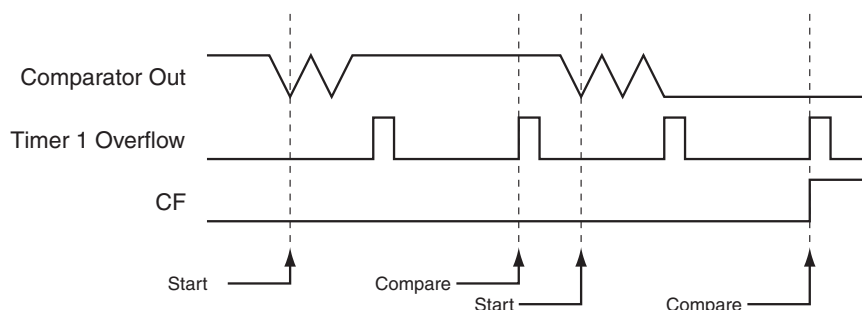 Comparator Out
Timer 1 Overflow
CF
Start
Compare
Start
Compare